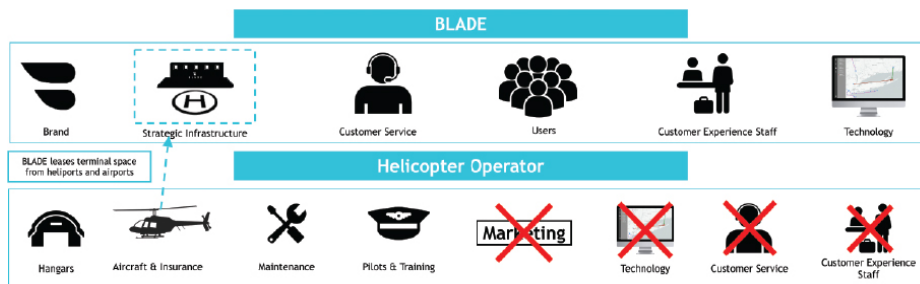 BLADE
Brand
Strategic Infrastructure
Customer Service
Users
Customer Experience Staff
Technology
BLADE leases terminal space
from heliports and airports
Helicopter Operator
Hangars
Aircraft & Insurance
Maintenance
Pilots & Training
Marketing
Technology
Customer Service
Customer Experience
Staff